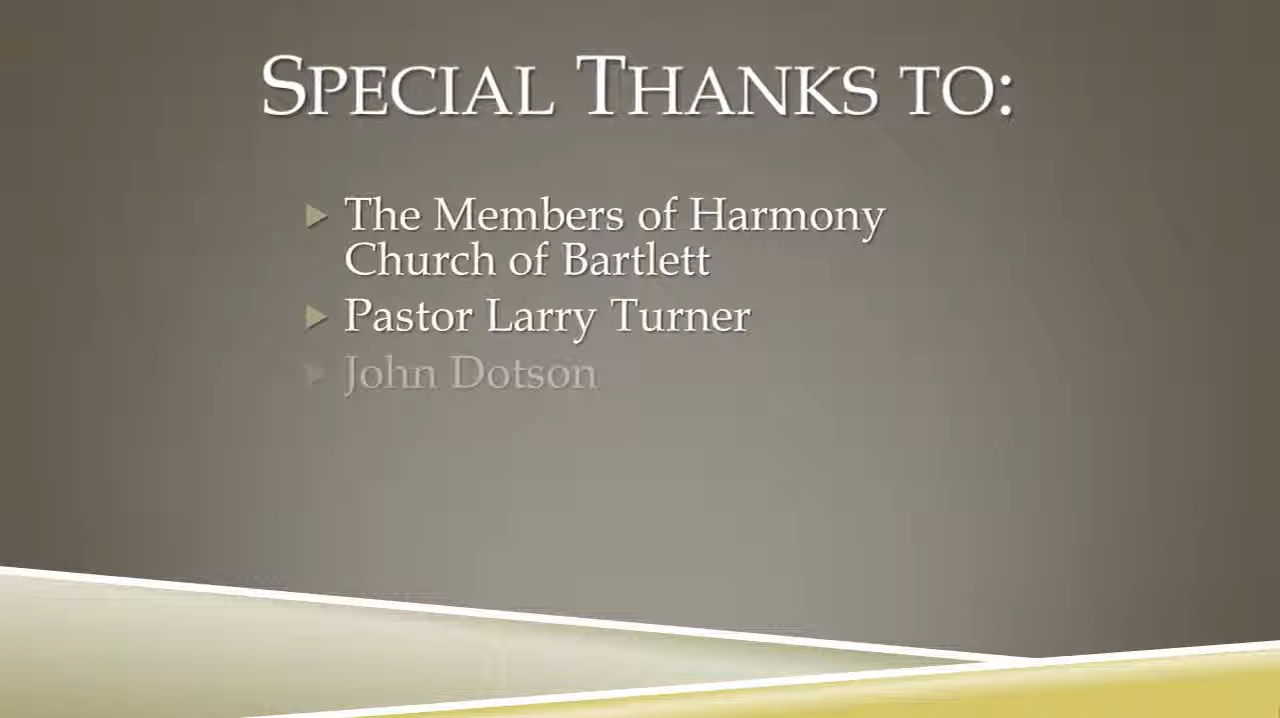 SPECIAL THANKS TO:
The Members of Harmony
Church of Bartlett
Pastor Larry Turner
John Dotson